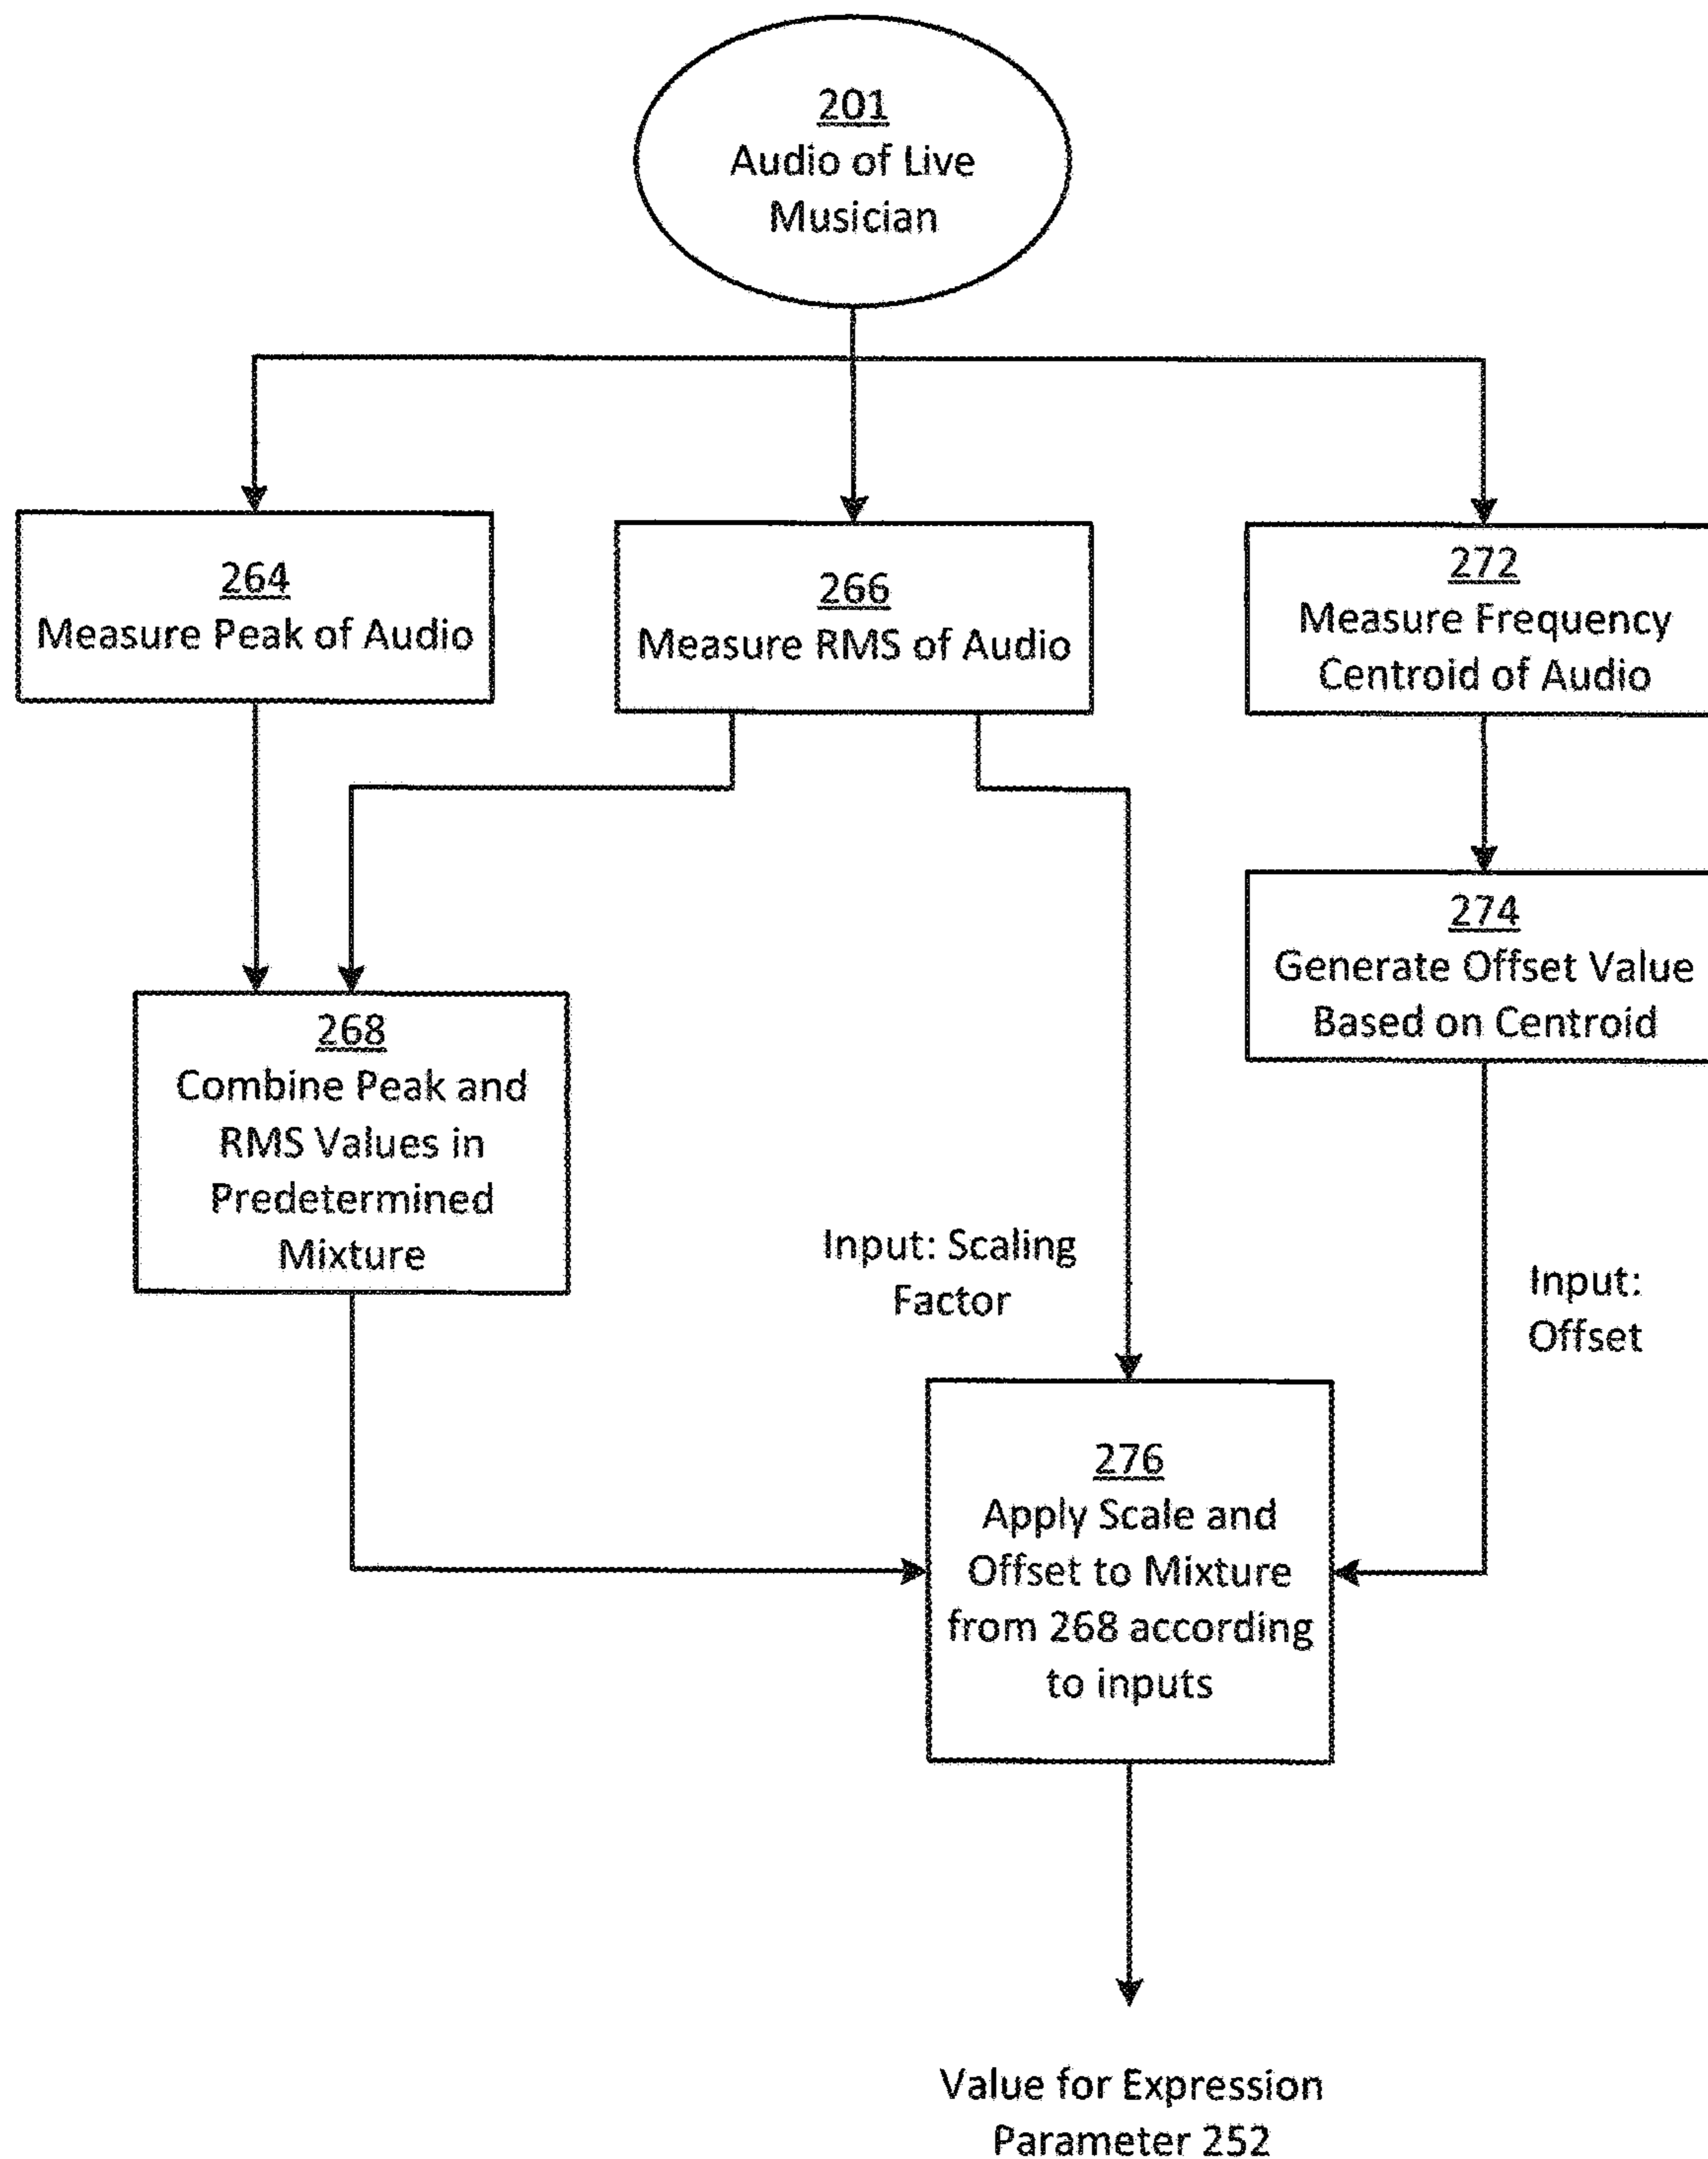 201
Audio of Live
Musician
264
Measure Peak of Audio
266
Measure RMS of Audio
272
Measure Frequency
Centroid of Audio
274
Generate Offset Value
Based on Centroid
268
Combine Peak and
RMS Values in
Predetermined
Mixture
Input: Scaling
Factor
Input:
Offset
276
Apply Scale and
Offset to Mixture
from 268 according
to inputs
Value for Expression
Parameter 252